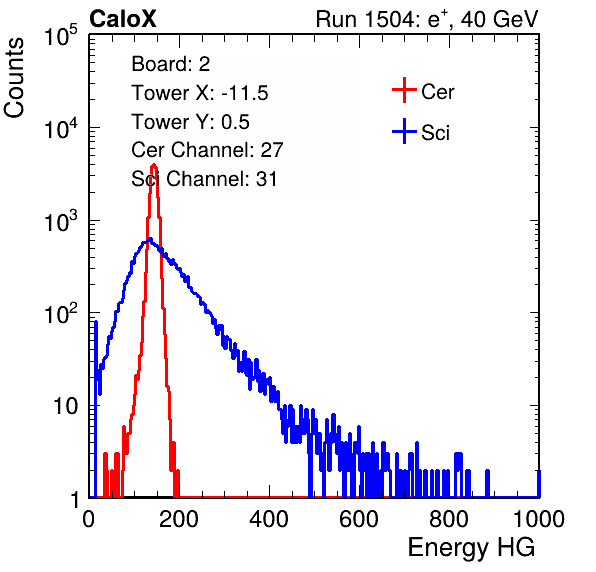 CaloX Run 1504: e⁺, 40 GeV
Counts
Board: 2
Tower X: -11.5
Tower Y: 0.5
Cer Channel: 27
Sci Channel: 31
Cer
Sci
10⁵
10⁴
10³
10²
10
1
0 200 400 600 800 1000
Energy HG